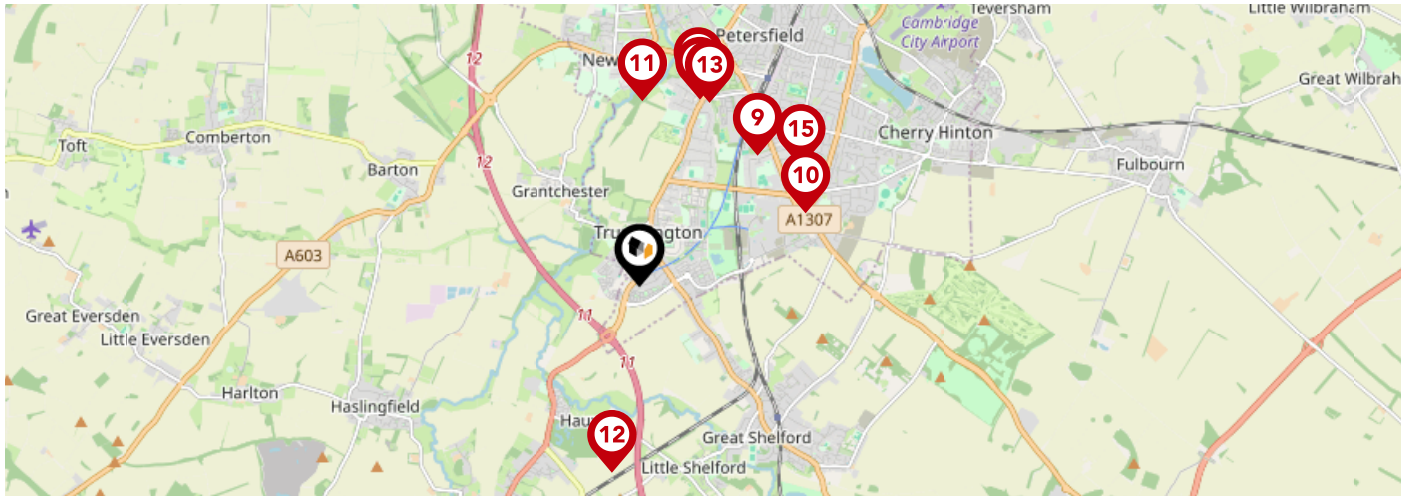 Teversham
Little Wilbraham
Cambridge
City Airport
Petersfield
12
11
13
Great Wilbrah
9
15
Toft
Comberton
Cherry Hinton
12
Barton
Fulbourn
10
Grantchester
A1307
A603
11
Great Eversden
Little Eversden
11
Harlton
Haslingfield
12
Great Shelford
Little Shelford